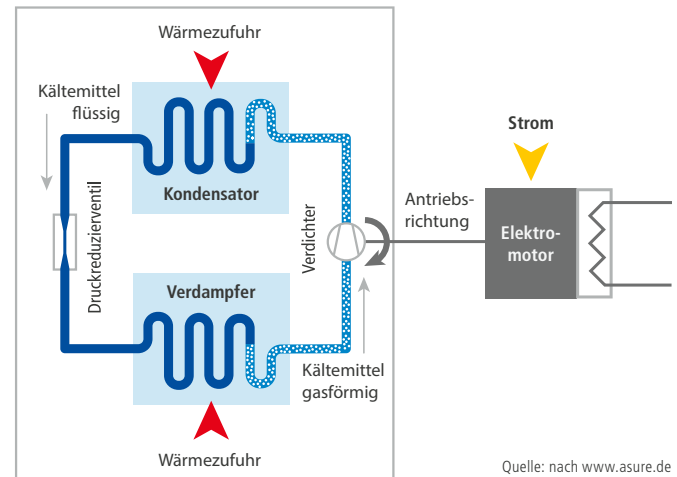 Wärmezufuhr
Kältemittel
flüssig
Kondensator
Druckreduzierventil
Verdichter
Strom
Antriebs-
richtung
Elektro-
motor
Verdampfer
Kältemittel
gasförmig
Wärmezufuhr
Quelle: nach www.asure.de